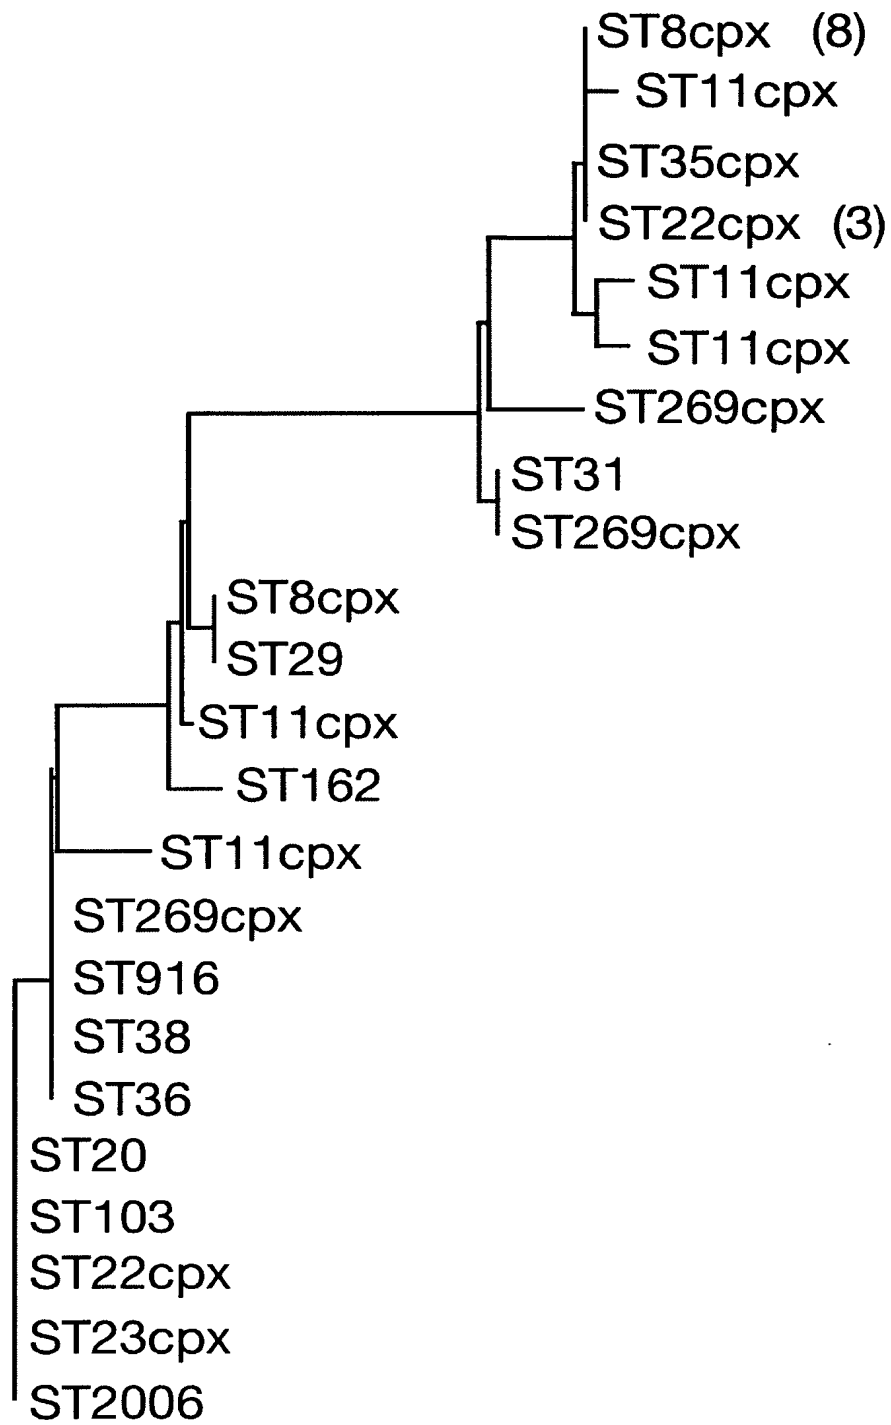 ST8cpx (8)
ST11cpx
ST35cpx
ST22cpx (3)
ST11cpx
ST11cpx
ST269cpx
ST31
ST269cpx
ST8cpx
ST29
ST11cpx
ST162
ST11cpx
ST269cpx
ST916
ST38
ST36
ST20
ST103
ST22cpx
ST23cpx
ST2006